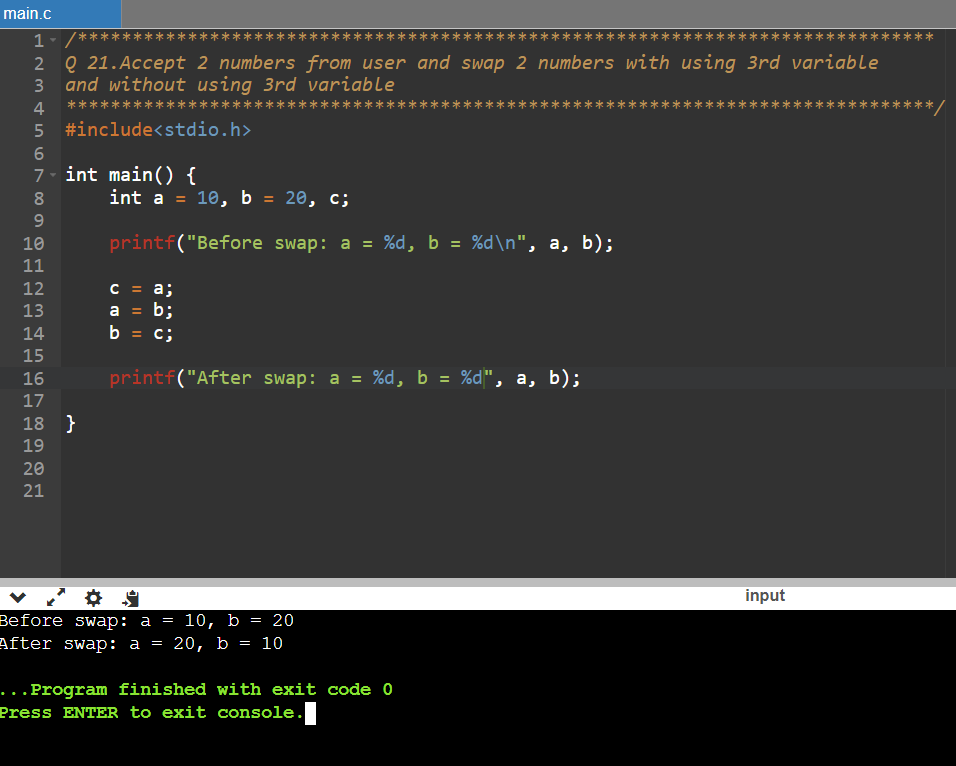 main.c
1 /******************************************************************************
2 Q 21.Accept 2 numbers from user and swap 2 numbers with using 3rd variable
3 and without using 3rd variable
4 *******************************************************************************/
5 #include<stdio.h>
6
7 int main() {
8     int a = 10, b = 20, c;
9
10     printf("Before swap: a = %d, b = %d\n", a, b);
11
12     c = a;
13     a = b;
14     b = c;
15
16     printf("After swap: a = %d, b = %d", a, b);
17
18 }
19
20
21
input
Before swap: a = 10, b = 20
After swap: a = 20, b = 10
...Program finished with exit code 0
Press ENTER to exit console.